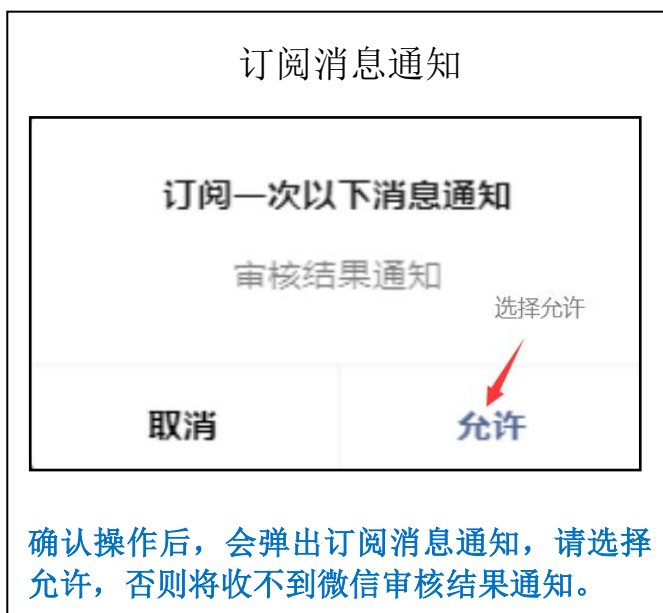 订阅消息通知
订阅一次以下消息通知
审核结果通知
选择允许
取消
允许
确认操作后，会弹出订阅消息通知，请选择
允许，否则将收不到微信审核结果通知。